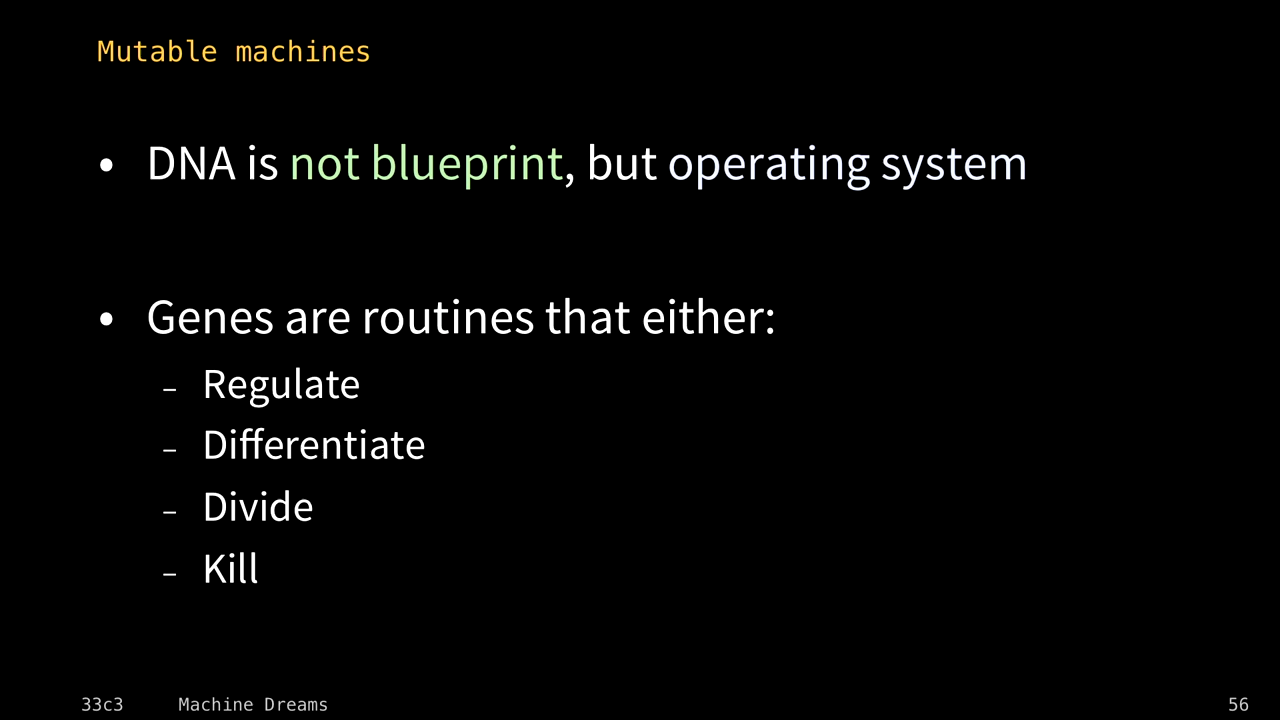 Mutable machines
• DNA is not blueprint, but operating system
• Genes are routines that either:
– Regulate
– Differentiate
– Divide
– Kill
33c3 Machine Dreams 56